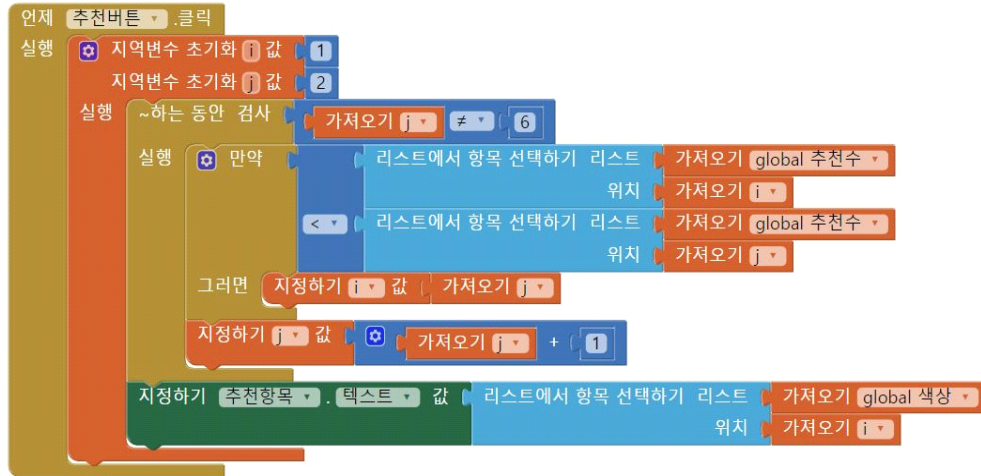 언제 추천버튼 .클릭
실행 지역변수 초기화 i 값 1
지역변수 초기화 j 값 2
실행 ~하는 동안 검사 가져오기 j ≠ 6
실행 만약 리스트에서 항목 선택하기 리스트 가져오기 global 추천수
위치 가져오기 i
< 리스트에서 항목 선택하기 리스트 가져오기 global 추천수
위치 가져오기 j
그러면 지정하기 i 값 가져오기 j
지정하기 j 값 가져오기 j + 1
지정하기 추천항목 . 텍스트 값 리스트에서 항목 선택하기 리스트 가져오기 global 색상
위치 가져오기 i